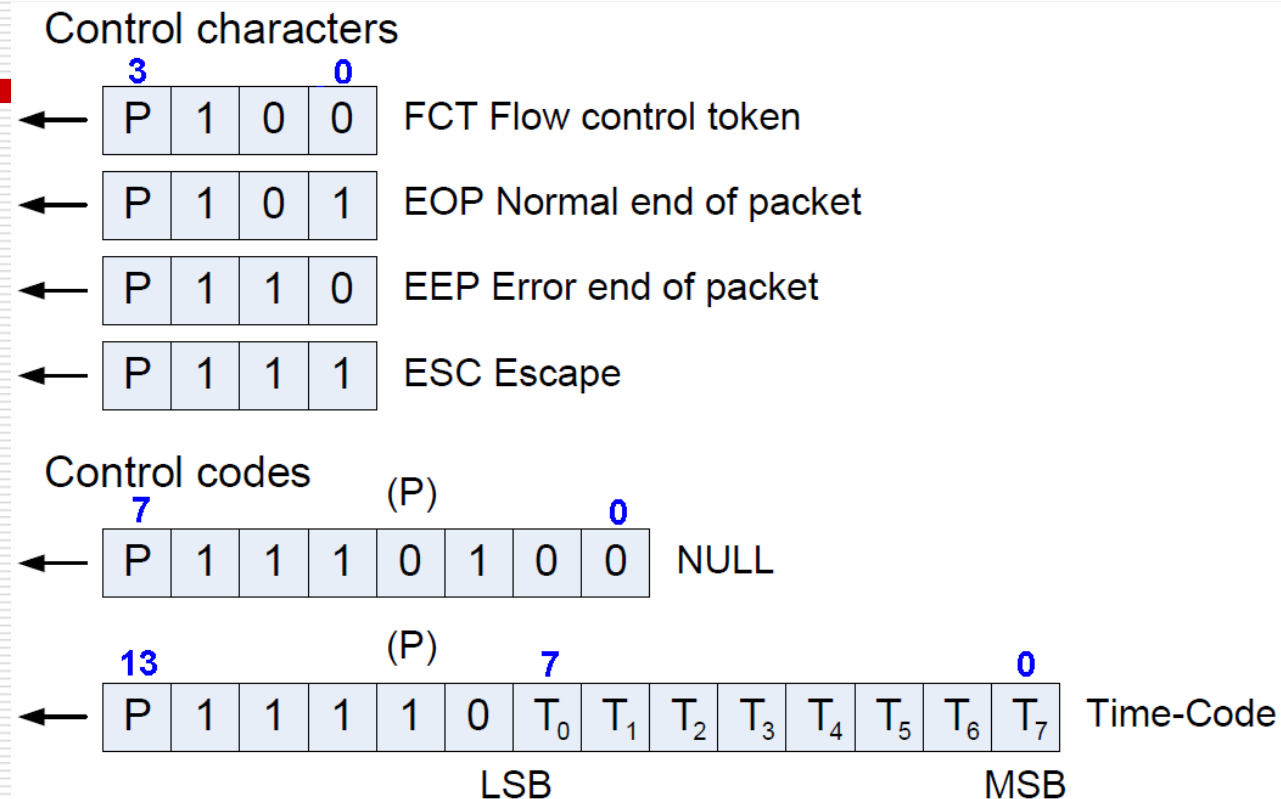 Control characters
3 0
P 1 0 0 FCT Flow control token
P 1 0 1 EOP Normal end of packet
P 1 1 0 EEP Error end of packet
P 1 1 1 ESC Escape
Control codes
(P)
7 0
P 1 1 1 0 1 0 0 NULL
(P)
13 7 0
P 1 1 1 1 0 T0 T1 T2 T3 T4 T5 T6 T7 Time-Code
LSB MSB